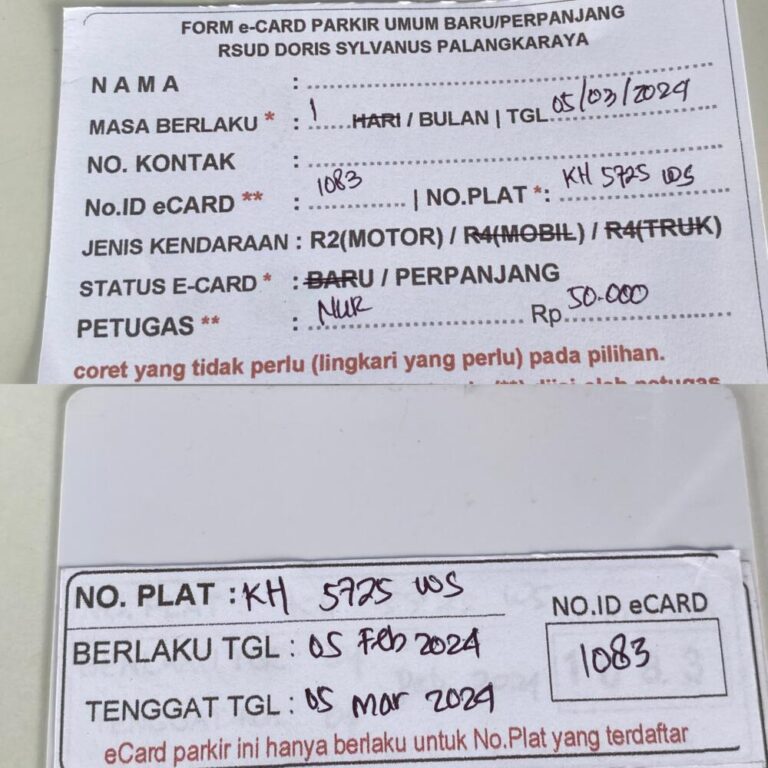 FORM e-CARD PARKIR UMUM BARU/PERPANJANG
RSUD DORIS SYLVANUS PALANGKARAYA
NAMA : 
MASA BERLAKU * : 1 HARI / BULAN | TGL 05/03/2024
NO. KONTAK : 
No.ID eCARD ** : 1083 | NO.PLAT *: KH 5725 WS
JENIS KENDARAAN : R2(MOTOR) / R4(MOBIL) / R4(TRUK)
STATUS E-CARD * : BARU / PERPANJANG
PETUGAS ** : NUR Rp 50.000
coret yang tidak perlu (lingkari yang perlu) pada pilihan.
(**) diisi oleh petugas
NO. PLAT : KH 5725 WS
NO.ID eCARD
BERLAKU TGL : 05 Feb 2024
1083
TENGGAT TGL : 05 Mar 2024
eCard parkir ini hanya berlaku untuk No.Plat yang terdaftar